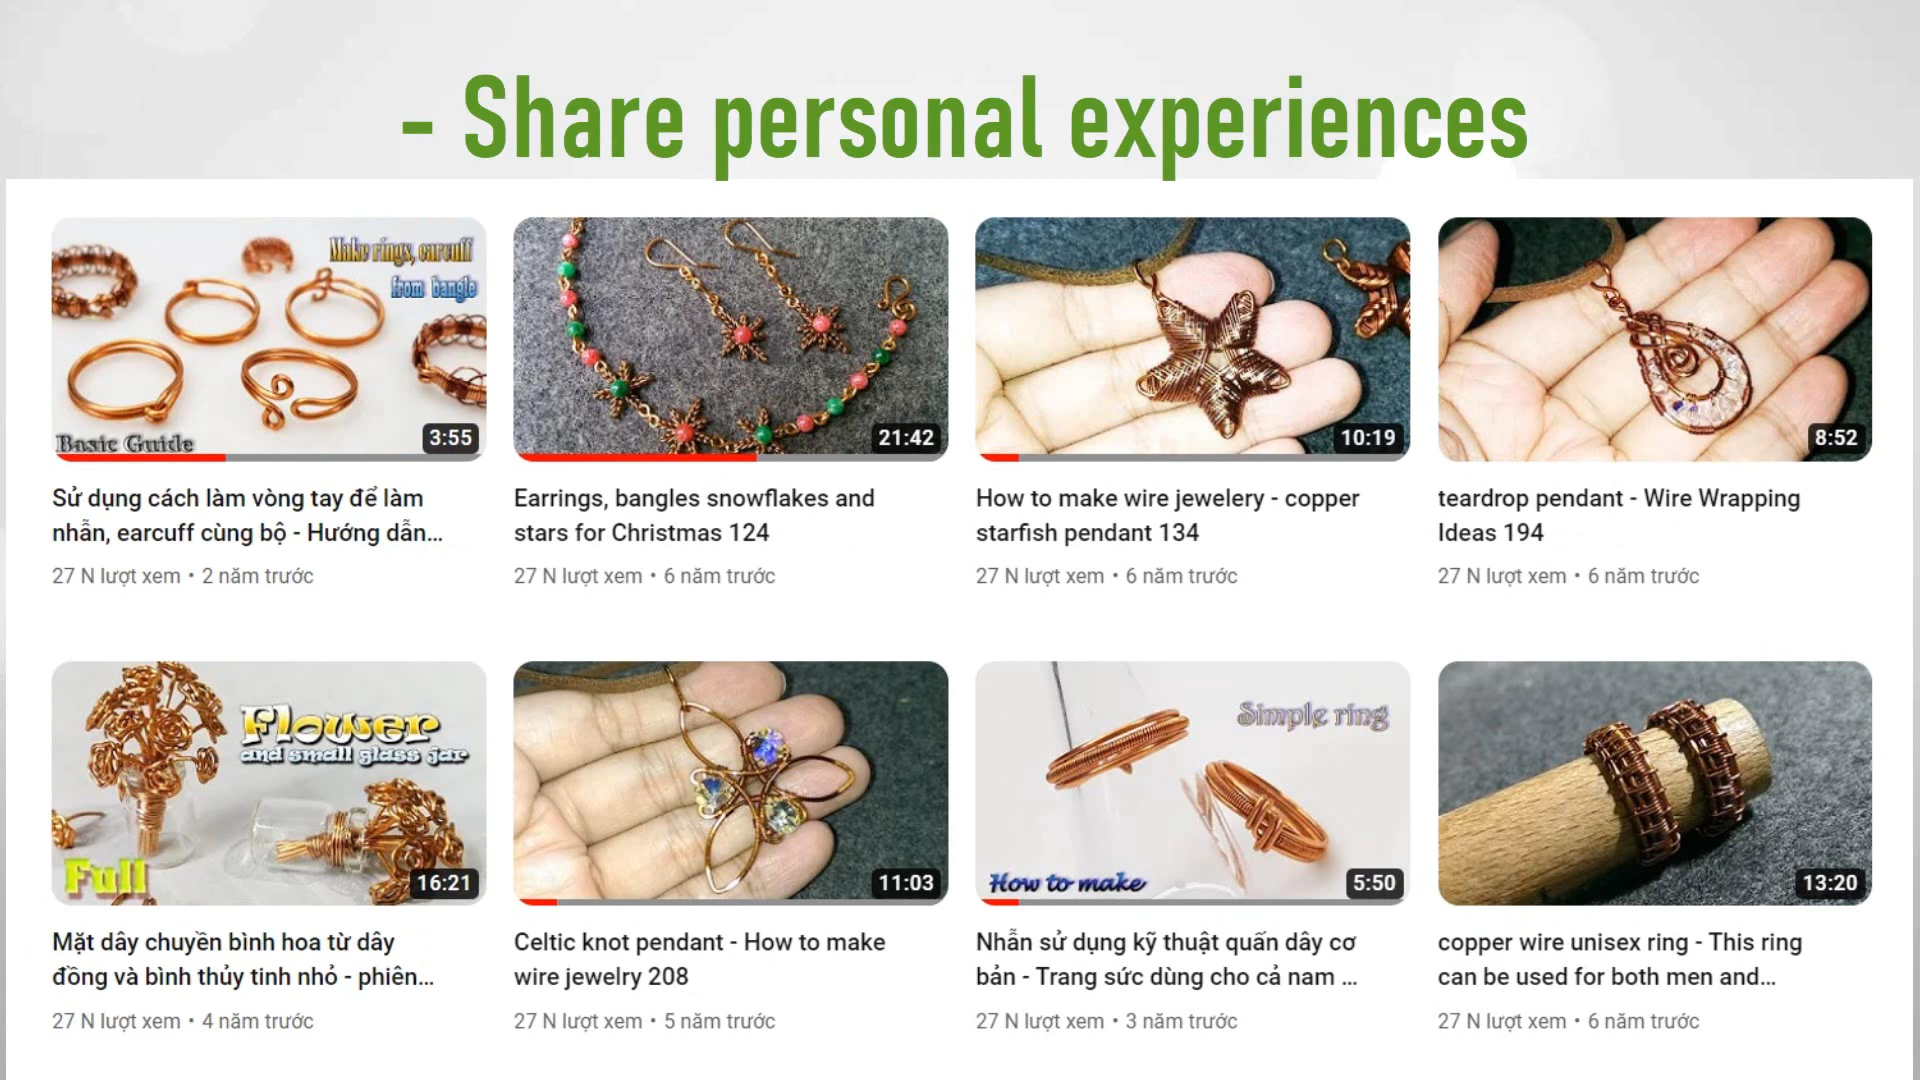 - Share personal experiences
Make rings, earcuff
from bangle
Basic Guide
3:55
21:42
10:19
8:52
Sử dụng cách làm vòng tay để làm
nhẫn, earcuff cùng bộ - Hướng dẫn...
27 N lượt xem • 2 năm trước
Earrings, bangles snowflakes and
stars for Christmas 124
27 N lượt xem • 6 năm trước
How to make wire jewelery - copper
starfish pendant 134
27 N lượt xem • 6 năm trước
teardrop pendant - Wire Wrapping
Ideas 194
27 N lượt xem • 6 năm trước
Flower
and small glass jar
Full
16:21
11:03
Simple ring
How to make
5:50
13:20
Mặt dây chuyền bình hoa từ dây
đồng và bình thủy tinh nhỏ - phiên...
27 N lượt xem • 4 năm trước
Celtic knot pendant - How to make
wire jewelry 208
27 N lượt xem • 5 năm trước
Nhẫn sử dụng kỹ thuật quấn dây cơ
bản - Trang sức dùng cho cả nam ...
27 N lượt xem • 3 năm trước
copper wire unisex ring - This ring
can be used for both men and...
27 N lượt xem • 6 năm trước